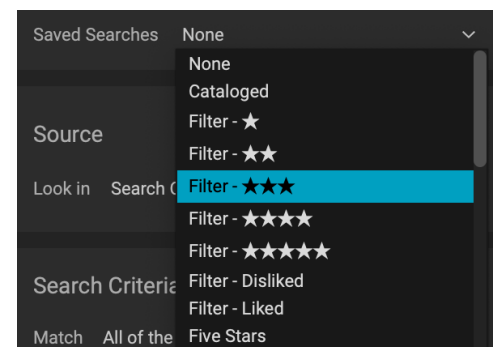 Saved Searches None
None
Cataloged
Filter - ★
Source
Filter - ★★
Look in Search
Filter - ★★★
Filter - ★★★★
Filter - ★★★★★
Search Criteria
Filter - Disliked
Filter - Liked
Match All of the
Five Stars